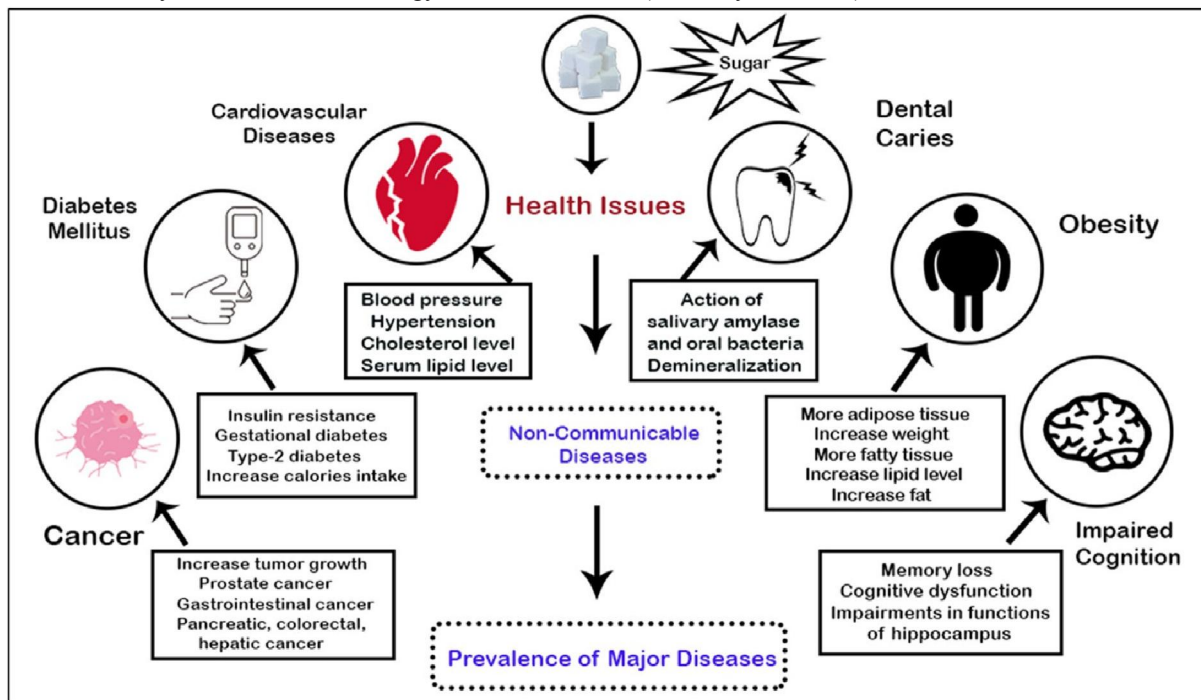 Sugar
Cardiovascular
Diseases
Dental
Caries
Health Issues
Diabetes
Mellitus
Obesity
Blood pressure
Hypertension
Cholesterol level
Serum lipid level
Action of
salivary amylase
and oral bacteria
Demineralization
Insulin resistance
Gestational diabetes
Type-2 diabetes
Increase calories intake
Non-Communicable
Diseases
More adipose tissue
Increase weight
More fatty tissue
Increase lipid level
Increase fat
Cancer
Impaired
Cognition
Increase tumor growth
Prostate cancer
Gastrointestinal cancer
Pancreatic, colorectal,
hepatic cancer
Memory loss
Cognitive dysfunction
Impairments in functions
of hippocampus
Prevalence of Major Diseases